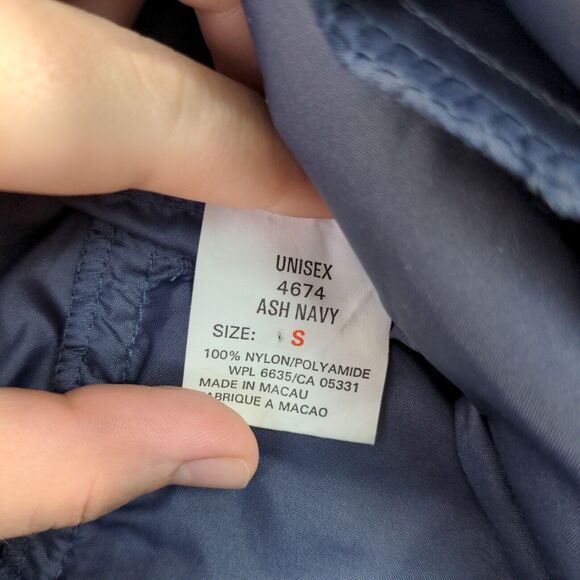 UNISEX
4674
ASH NAVY
SIZE: S
100% NYLON/POLYAMIDE
WPL 6635/CA 05331
MADE IN MACAU
ABRIQUE A MACAO